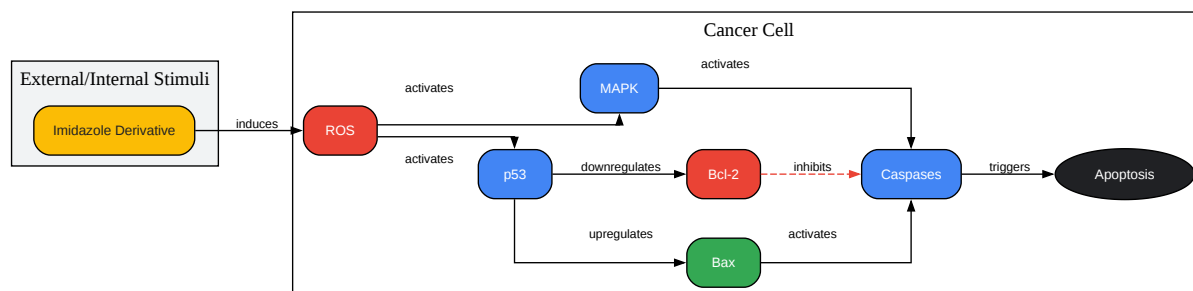 Cancer Cell
External/Internal Stimuli
Imidazole Derivative
induces
ROS
activates
activates
MAPK
activates
p53
downregulates
Bcl-2
inhibits
Caspases
triggers
Apoptosis
upregulates
Bax
activates